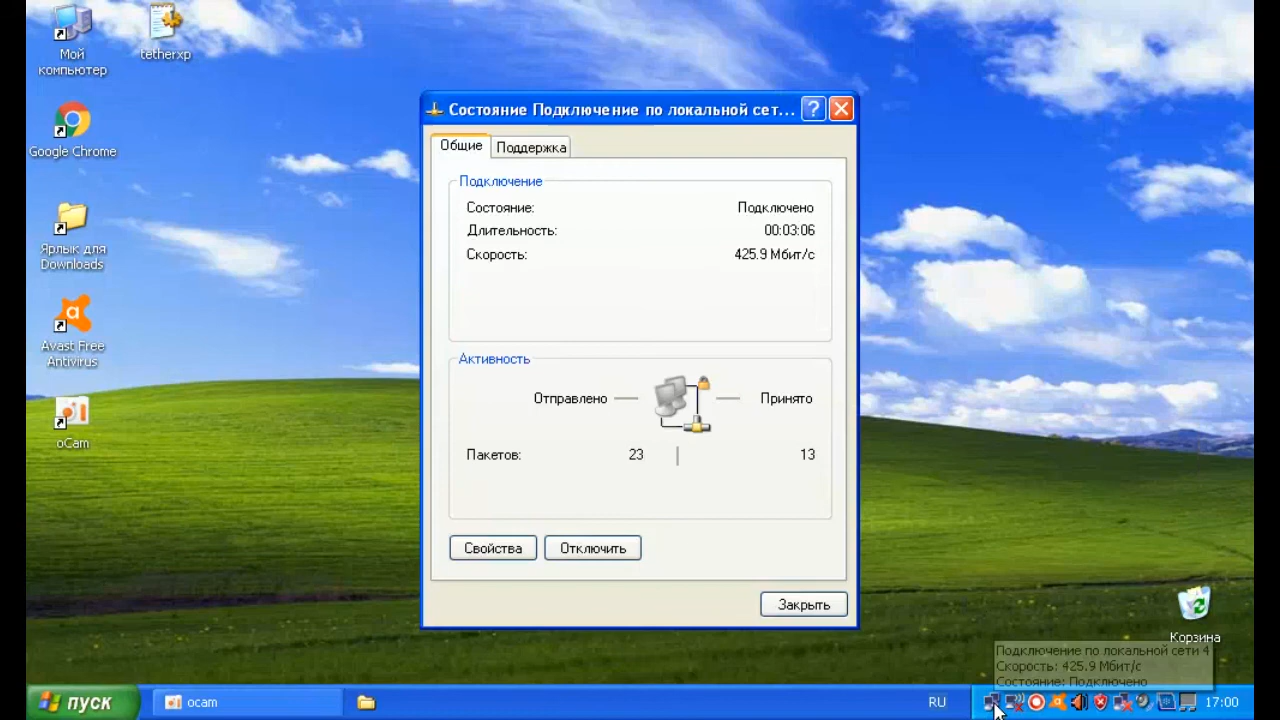 Мой
компьютер
tetherxp
Google Chrome
Ярлык для
Downloads
Avast Free
Antivirus
oCam
Состояние Подключение по локальной сет...
Общие
Поддержка
Подключение
Состояние: Подключено
Длительность: 00:03:06
Скорость: 425.9 Мбит/с
Активность
Отправлено Принято
Пакетов: 23 13
Свойства Отключить
Закрыть
Корзина
Подключение по локальной сети 4
Скорость: 425.9 Мбит/с
Состояние: Подключено
пуск ocam RU 17:00